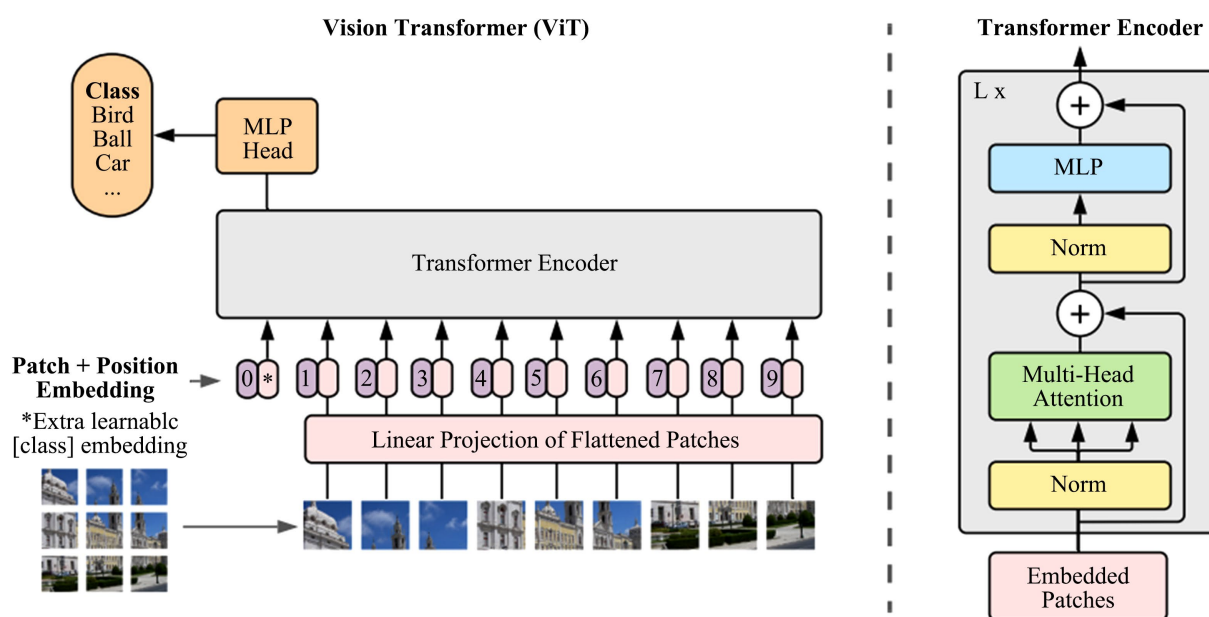 Vision Transformer (ViT)
Class
Bird
Ball
Car
...
MLP
Head
Transformer Encoder
Patch + Position
Embedding
0 * 1 2 3 4 5 6 7 8 9
*Extra learnablc
[class] embedding
Linear Projection of Flattened Patches
Transformer Encoder
L x
+
MLP
Norm
+
Multi-Head
Attention
Norm
Embedded
Patches